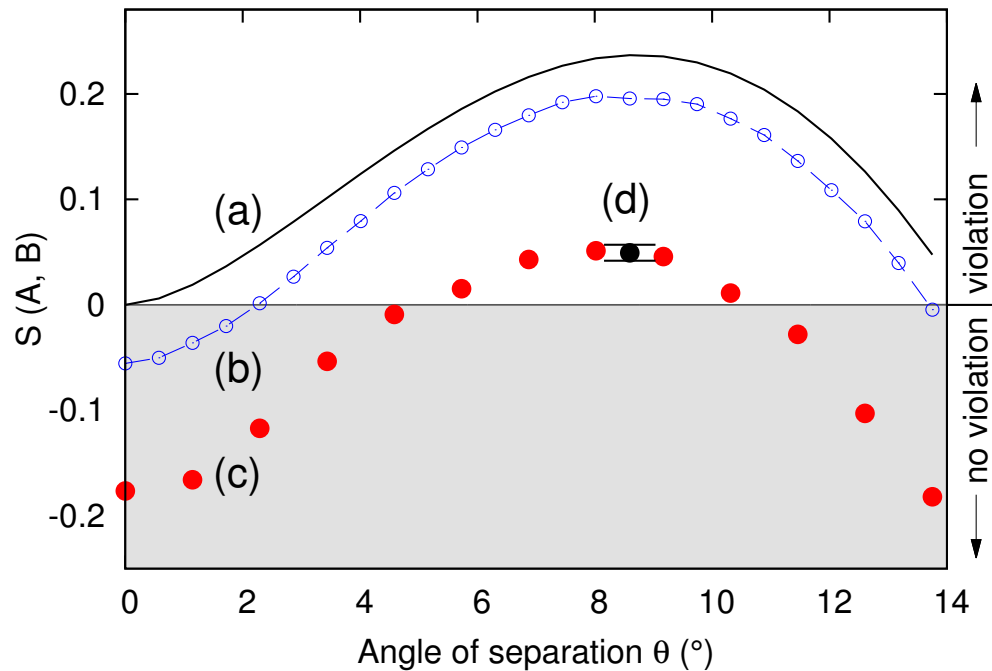 0.2
0.1
0
-0.1
-0.2
S (A, B)
(a)
(b)
(c)
(d)
violation
no violation
0 2 4 6 8 10 12 14
Angle of separation θ (°)